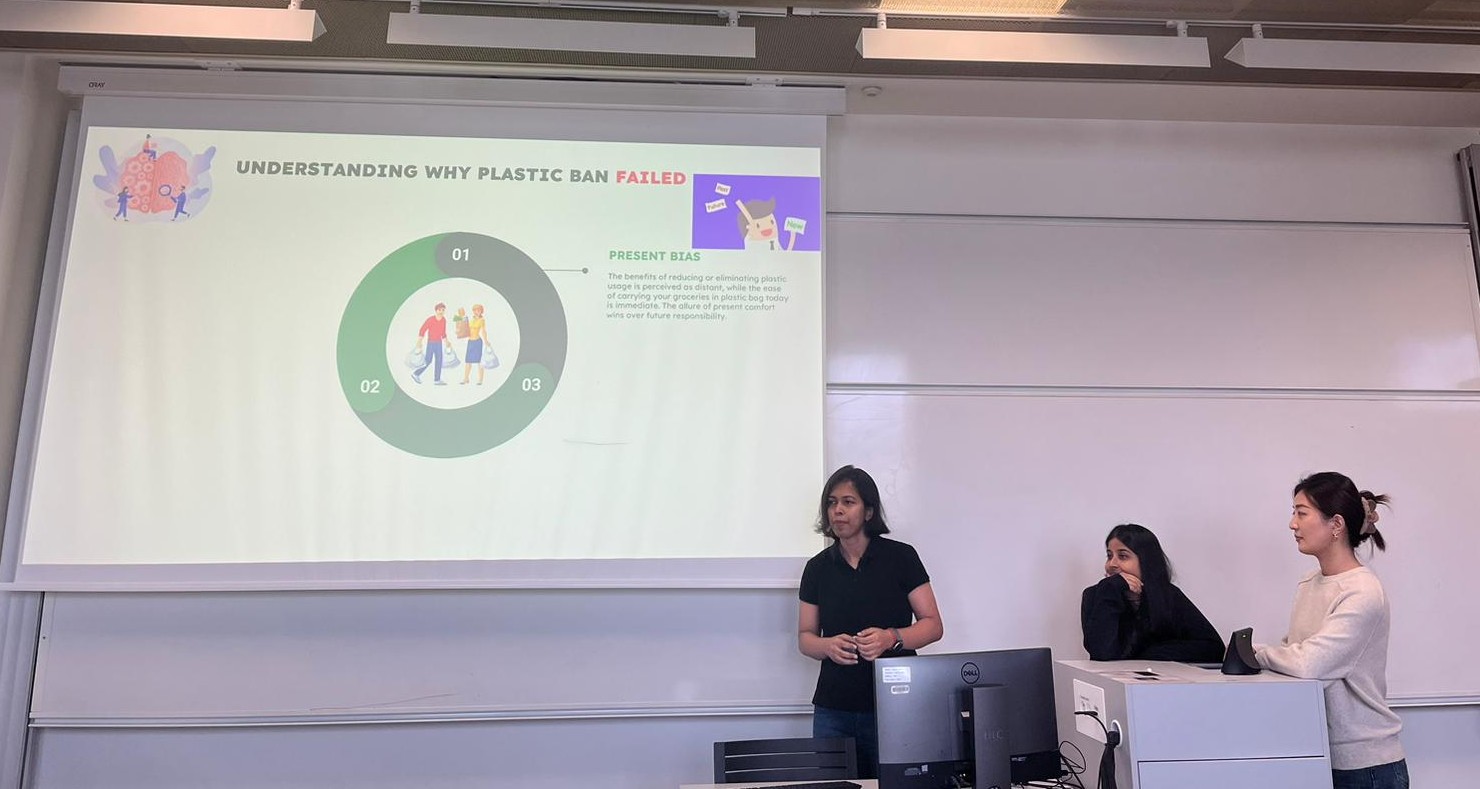 ORAY
UNDERSTANDING WHY PLASTIC BAN FAILED
Past
Future
Now
01
PRESENT BIAS
The benefits of reducing or eliminating plastic
usage is perceived as distant, while the ease
of carrying your groceries in plastic bag today
is immediate. The allure of present comfort
wins over future responsibility.
02
03
DELL